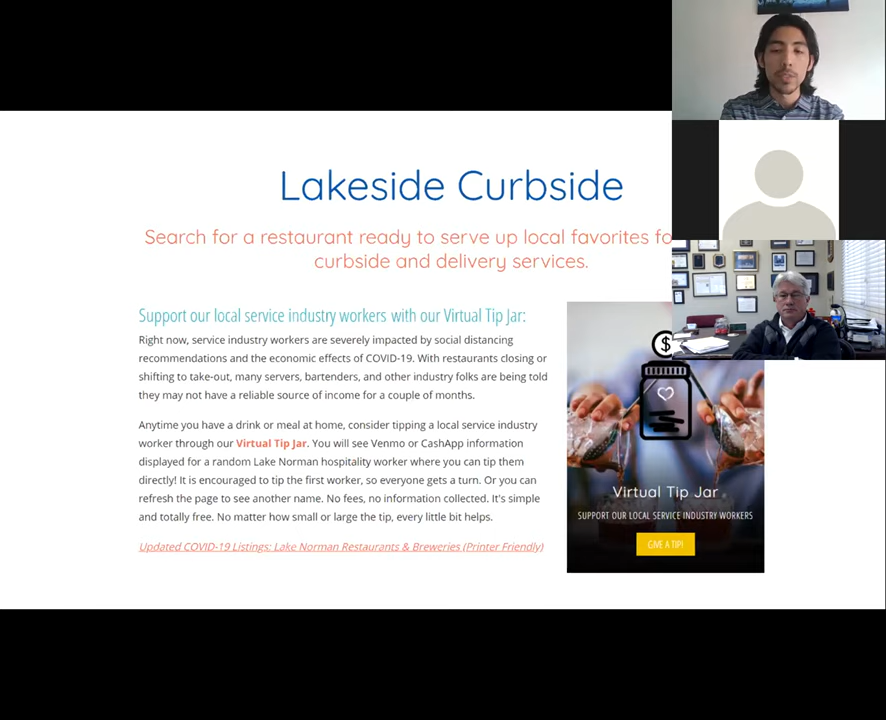 Lakeside Curbside
Search for a restaurant ready to serve up local favorites fo
curbside and delivery services.
Support our local service industry workers with our Virtual Tip Jar:
Right now, service industry workers are severely impacted by social distancing
recommendations and the economic effects of COVID-19. With restaurants closing or
shifting to take-out, many servers, bartenders, and other industry folks are being told
they may not have a reliable source of income for a couple of months.
Anytime you have a drink or meal at home, consider tipping a local service industry
worker through our Virtual Tip Jar. You will see Venmo or CashApp information
displayed for a random Lake Norman hospitality worker where you can tip them
directly! It is encouraged to tip the first worker, so everyone gets a turn. Or you can
refresh the page to see another name. No fees, no information collected. It's simple
and totally free. No matter how small or large the tip, every little bit helps.
Updated COVID-19 Listings: Lake Norman Restaurants & Breweries (Printer Friendly)
$
Virtual Tip Jar
SUPPORT OUR LOCAL SERVICE INDUSTRY WORKERS
GIVE A TIP!